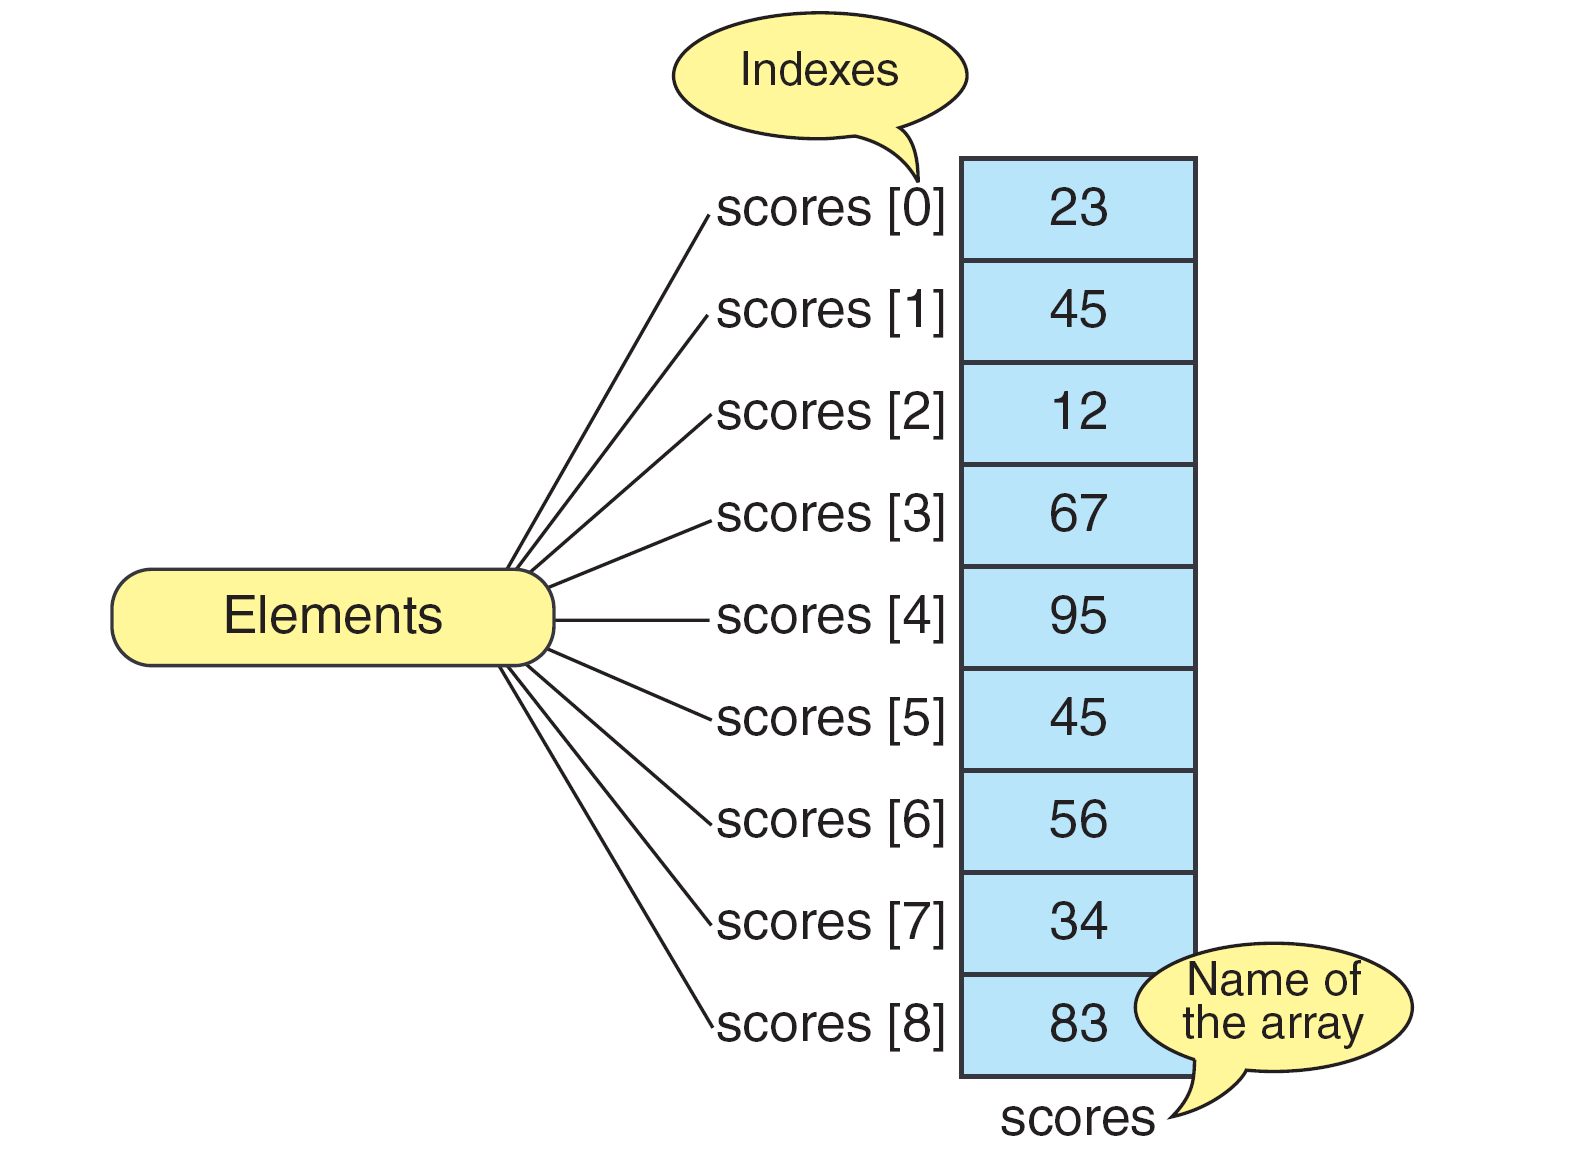 Indexes
scores [0] 23
scores [1] 45
scores [2] 12
scores [3] 67
Elements scores [4] 95
scores [5] 45
scores [6] 56
scores [7] 34
Name of
the array
scores [8] 83
scores